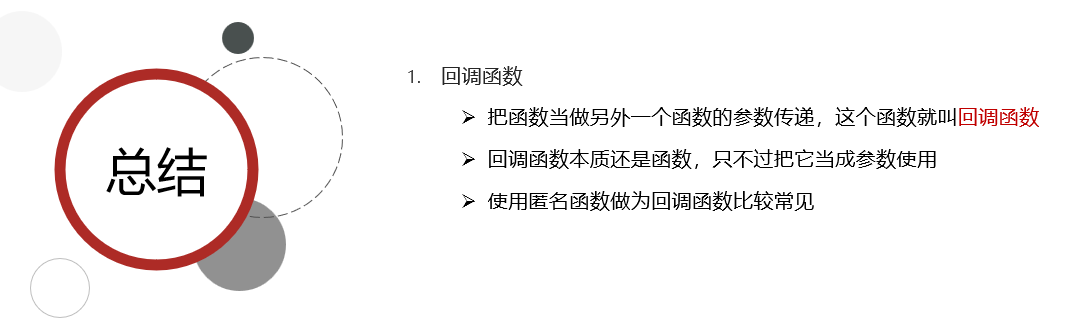 总结
1. 回调函数
➢ 把函数当做另外一个函数的参数传递，这个函数就叫回调函数
➢ 回调函数本质还是函数，只不过把它当成参数使用
➢ 使用匿名函数做为回调函数比较常见